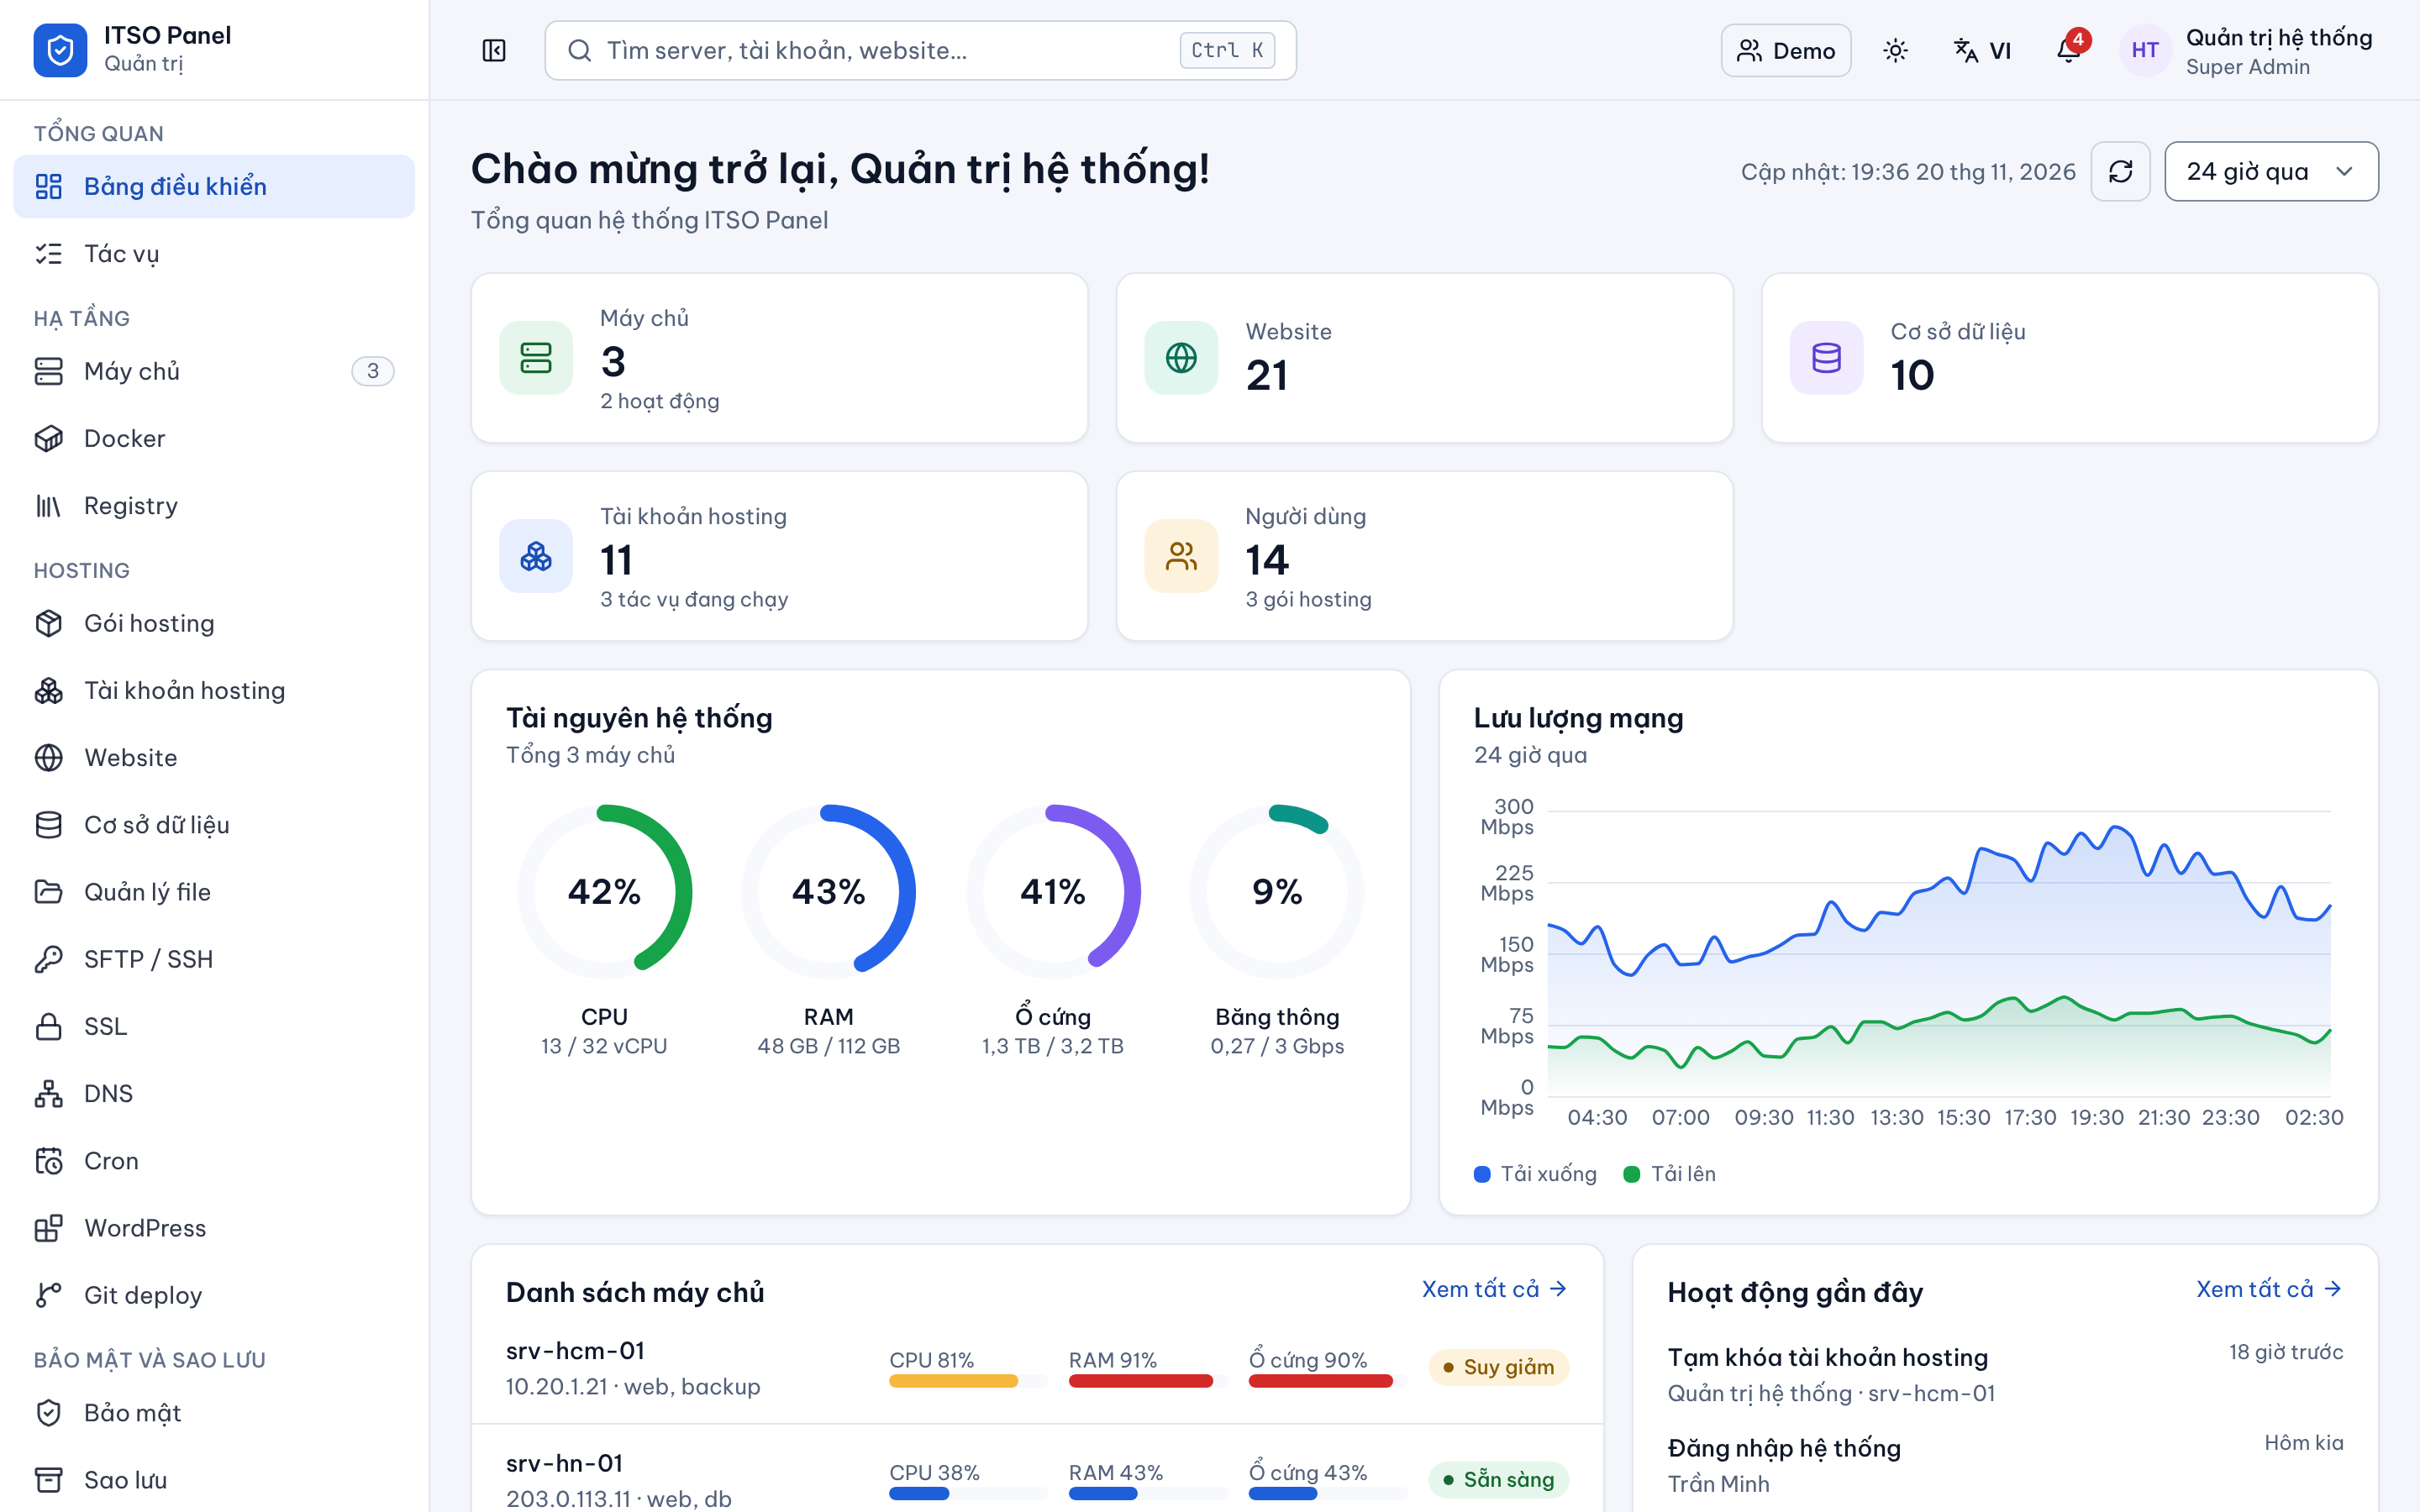 ITSO Panel
Quản trị
TỔNG QUAN
Bảng điều khiển
Tác vụ
HẠ TẦNG
Máy chủ 3
Docker
Registry
HOSTING
Gói hosting
Tài khoản hosting
Website
Cơ sở dữ liệu
Quản lý file
SFTP / SSH
SSL
DNS
Cron
WordPress
Git deploy
BẢO MẬT VÀ SAO LƯU
Bảo mật
Sao lưu
Tìm server, tài khoản, website... Ctrl K
Demo
VI
4
HT
Quản trị hệ thống
Super Admin
Chào mừng trở lại, Quản trị hệ thống!
Tổng quan hệ thống ITSO Panel
Cập nhật: 19:36 20 thg 11, 2026
24 giờ qua
Máy chủ
3
2 hoạt động
Website
21
Cơ sở dữ liệu
10
Tài khoản hosting
11
3 tác vụ đang chạy
Người dùng
14
3 gói hosting
Tài nguyên hệ thống
Tổng 3 máy chủ
42%
CPU
13 / 32 vCPU
43%
RAM
48 GB / 112 GB
41%
Ổ cứng
1,3 TB / 3,2 TB
9%
Băng thông
0,27 / 3 Gbps
Lưu lượng mạng
24 giờ qua
300
Mbps
225
Mbps
150
Mbps
75
Mbps
0
Mbps
04:30 07:00 09:30 11:30 13:30 15:30 17:30 19:30 21:30 23:30 02:30
Tải xuống Tải lên
Danh sách máy chủ
Xem tất cả
srv-hcm-01
10.20.1.21 · web, backup
CPU 81% RAM 91% Ổ cứng 90%
Suy giảm
srv-hn-01
203.0.113.11 · web, db
CPU 38% RAM 43% Ổ cứng 43%
Sẵn sàng
Hoạt động gần đây
Xem tất cả
Tạm khóa tài khoản hosting
18 giờ trước
Quản trị hệ thống · srv-hcm-01
Đăng nhập hệ thống
Hôm kia
Trần Minh